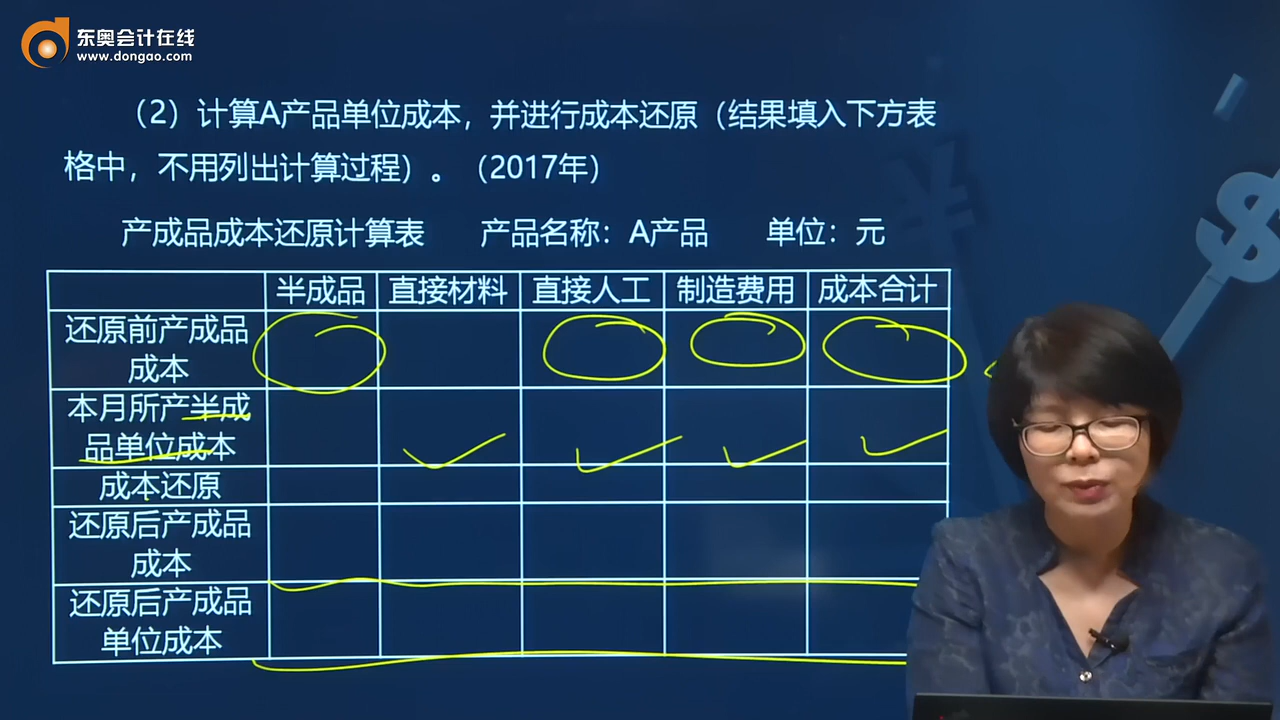 东奥会计在线
www.dongao.com
（2）计算A产品单位成本，并进行成本还原（结果填入下方表
格中，不用列出计算过程）。（2017年）
产成品成本还原计算表 产品名称：A产品 单位：元
半成品 直接材料 直接人工 制造费用 成本合计
还原前产成品
成本
本月所产半成
品单位成本
成本还原
还原后产成品
成本
还原后产成品
单位成本